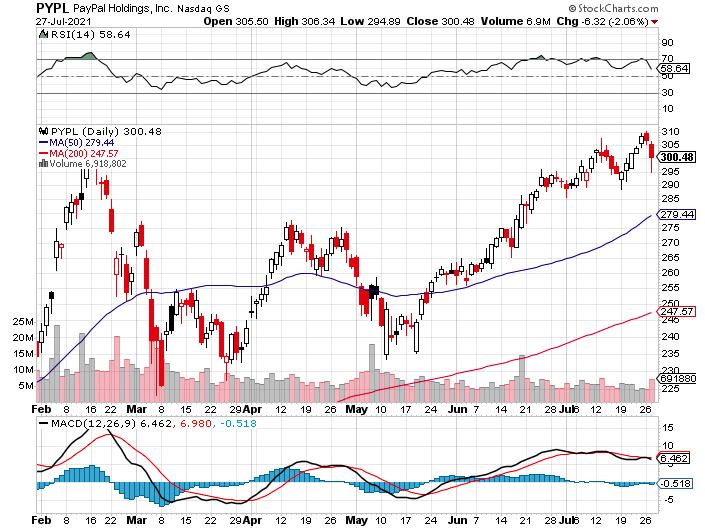 PYPL PayPal Holdings, Inc. Nasdaq GS © StockCharts.com
27-Jul-2021 Open 305.50 High 306.34 Low 294.89 Close 300.48 Volume 6.9M Chg -6.32 (-2.06%)
RSI(14) 58.64
90
70
58.64
50
30
10
PYPL (Daily) 300.48
MA(50) 279.44
MA(200) 247.57
Volume 6,918,802
310
305
300.48
295
290
285
279.44
275
270
265
260
255
250
247.57
240
235
230
225
25M
20M
15M
10M
5M
691880
Feb 8 16 22 Mar 8 15 22 29 Apr 12 19 26 May 10 17 24 Jun 7 14 21 28 Jul 6 12 19 26
MACD(12,26,9) 6.462, 6.980, -0.518
15
10
6.462
5
-0.518
-5
Feb 8 16 22 Mar 8 15 22 29 Apr 12 19 26 May 10 17 24 Jun 7 14 21 28 Jul 6 12 19 26